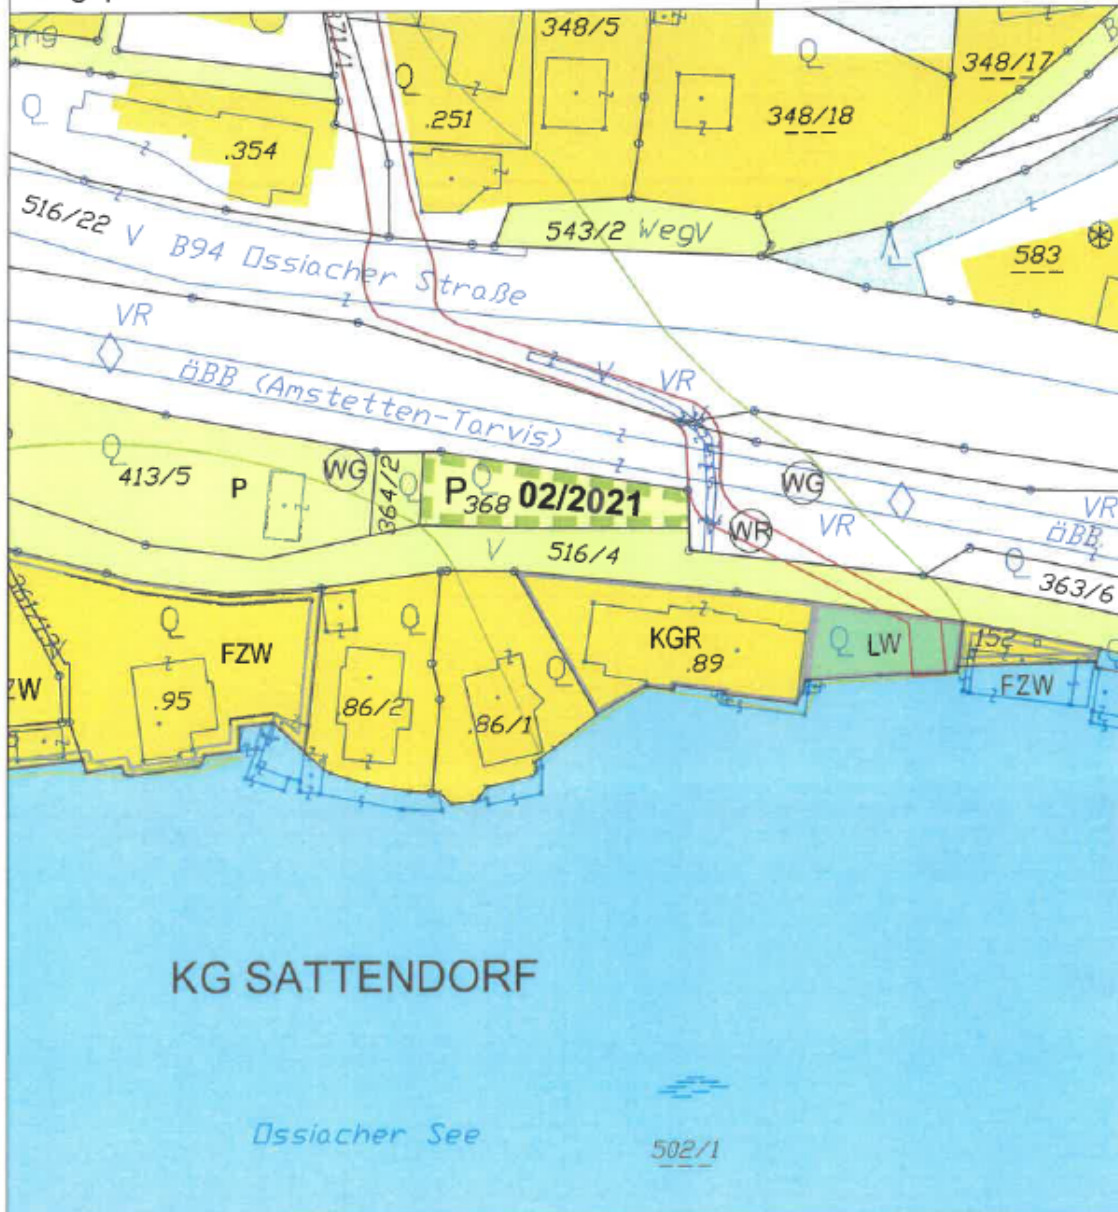 348/5
Q
348/17
Q
.251
348/18
Q
.354
516/22 V B94 Ossiacher Straße
543/2 WegV
583
VR
V VR
ÖBB (Amstetten-Tarvis)
Q
413/5 P
WG
364/2
Q
Q
P 368 02/2021
WG
WR
VR
VR
ÖBB
V 516/4
Q
363/6
Q
FZW
ZW
.95
Q
86/2
.86/1
Q
KGR
.89
Q LW
152
FZW
KG SATTENDORF
Ossiacher See
502/1